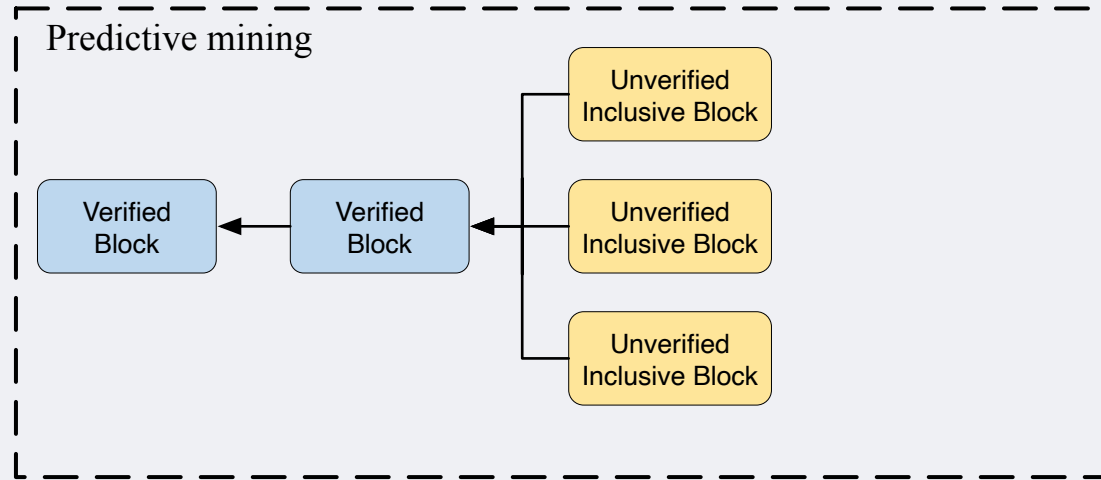 Predictive mining
Unverified
Inclusive Block
Verified
Block
Verified
Block
Unverified
Inclusive Block
Unverified
Inclusive Block